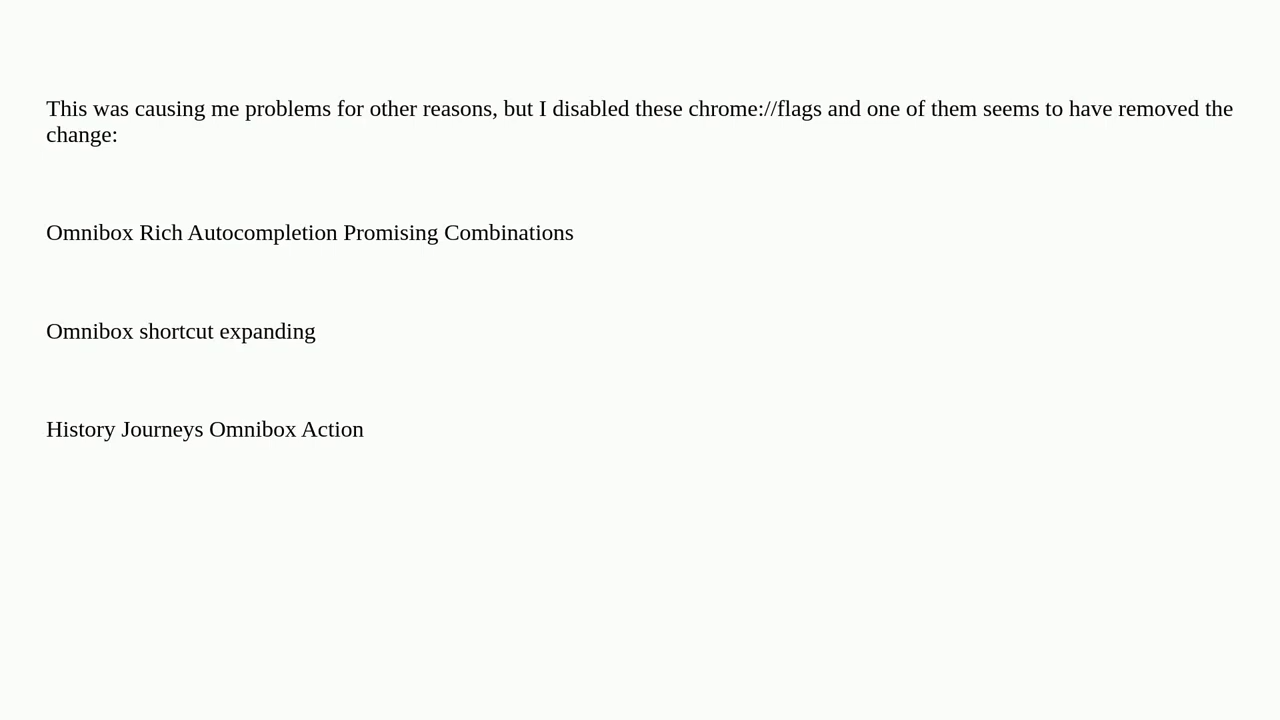 This was causing me problems for other reasons, but I disabled these chrome://flags and one of them seems to have removed the
change:
Omnibox Rich Autocompletion Promising Combinations
Omnibox shortcut expanding
History Journeys Omnibox Action